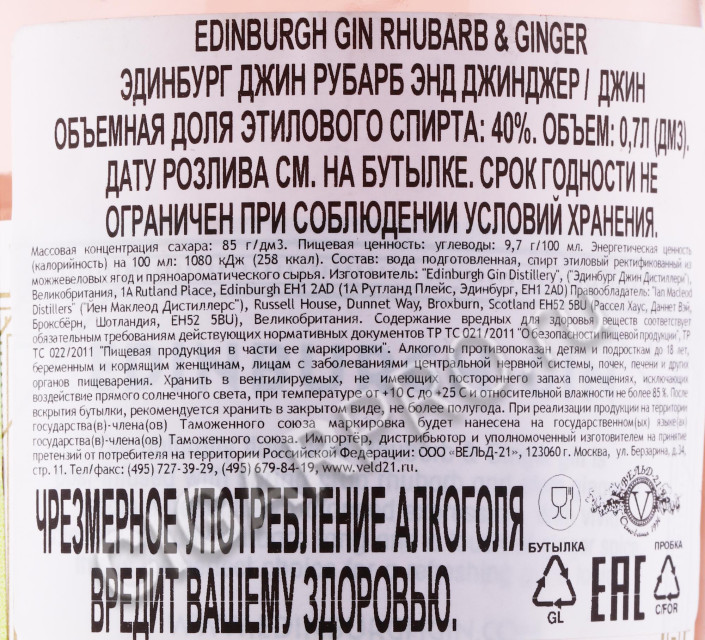 EDINBURGH GIN RHUBARB & GINGER
ЭДИНБУРГ ДЖИН РУБАРБ ЭНД ДЖИНДЖЕР / ДЖИН
ОБЪЕМНАЯ ДОЛЯ ЭТИЛОВОГО СПИРТА: 40%. ОБЪЕМ: 0,7Л (ДМ3).
ДАТУ РОЗЛИВА СМ. НА БУТЫЛКЕ. СРОК ГОДНОСТИ НЕ
ОГРАНИЧЕН ПРИ СОБЛЮДЕНИИ УСЛОВИЙ ХРАНЕНИЯ.
Массовая концентрация сахара: 85 г/дм3. Пищевая ценность: углеводы: 9,7 г/100 мл. Энергетическая ценность
(калорийность) на 100 мл: 1080 кДж (258 ккал). Состав: вода подготовленная, спирт этиловый ректификованный из
можжевеловых ягод и пряноароматического сырья. Изготовитель: "Edinburgh Gin Distillery", ("Эдинбург Джин Дистиллери"),
Великобритания, 1A Rutland Place, Edinburgh EH1 2AD (1А Рутланд Плейс, Эдинбург, EH1 2AD) Правообладатель: "Ian Macleod
Distillers" ("Иен Маклеод Дистиллерс"), Russell House, Dunnet Way, Broxburn, Scotland EH52 5BU (Рассел Хаус, Даннет Вэй,
Броксбёрн, Шотландия, EH52 5BU), Великобритания. Содержание вредных для здоровья веществ соответствует
обязательным требованиям действующих нормативных документов ТР ТС 021/2011 "О безопасности пищевой продукции", ТР
ТС 022/2011 "Пищевая продукция в части ее маркировки". Алкоголь противопоказан детям и подросткам до 18 лет,
беременным и кормящим женщинам, лицам с заболеваниями центральной нервной системы, почек, печени и других
органов пищеварения. Хранить в вентилируемых, не имеющих постороннего запаха помещениях, исключающих
воздействие прямого солнечного света, при температуре от +10 С до +25 С и относительной влажности не более 85 %. После
вскрытия бутылки, рекомендуется хранить в закрытом виде, не более полугода. При реализации продукции на территории
государства(в)-члена(ов) Таможенного союза маркировка будет нанесена на государственном(ых) языке(ах)
государства(в)-члена(ов) Таможенного союза. Импортёр, дистрибьютор и уполномоченный изготовителем на принятие
претензий от потребителя на территории Российской Федерации: ООО «ВЕЛЬД-21», 123060 г. Москва, ул. Берзарина, д.34,
стр. 11. Тел/факс: (495) 727-39-29, (495) 679-84-19, www.veld21.ru.
ЧРЕЗМЕРНОЕ УПОТРЕБЛЕНИЕ АЛКОГОЛЯ
ВРЕДИТ ВАШЕМУ ЗДОРОВЬЮ.
ВЕЛЬД-21
V
БУТЫЛКА
GL
EAC
ПРОБКА
C/FOR